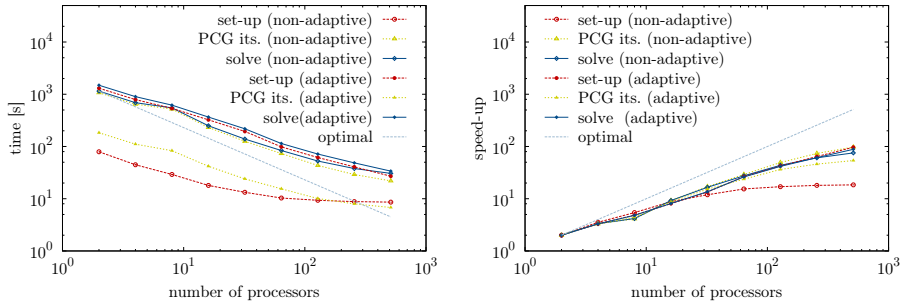 10^4
10^3
10^2
10^1
10^0
time [s]
set-up (non-adaptive)
PCG its. (non-adaptive)
solve (non-adaptive)
set-up (adaptive)
PCG its. (adaptive)
solve(adaptive)
optimal
10^0
10^1
10^2
10^3
number of processors
10^4
10^3
10^2
10^1
10^0
speed-up
set-up (non-adaptive)
PCG its. (non-adaptive)
solve (non-adaptive)
set-up (adaptive)
PCG its. (adaptive)
solve (adaptive)
optimal
10^0
10^1
10^2
10^3
number of processors